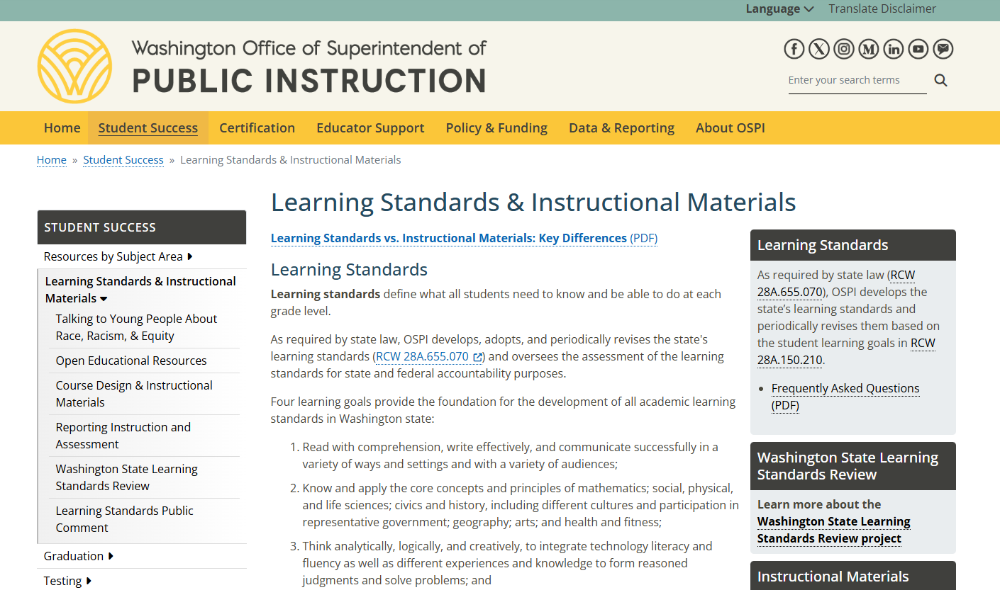 Language
Translate Disclaimer
Washington Office of Superintendent of
PUBLIC INSTRUCTION
Enter your search terms
Home
Student Success
Certification
Educator Support
Policy & Funding
Data & Reporting
About OSPI
Home » Student Success » Learning Standards & Instructional Materials
STUDENT SUCCESS
Resources by Subject Area
Learning Standards & Instructional
Materials
Talking to Young People About
Race, Racism, & Equity
Open Educational Resources
Course Design & Instructional
Materials
Reporting Instruction and
Assessment
Washington State Learning
Standards Review
Learning Standards Public
Comment
Graduation
Testing
Learning Standards & Instructional Materials
Learning Standards vs. Instructional Materials: Key Differences (PDF)
Learning Standards
Learning standards define what all students need to know and be able to do at each
grade level.
As required by state law, OSPI develops, adopts, and periodically revises the state's
learning standards (RCW 28A.655.070) and oversees the assessment of the learning
standards for state and federal accountability purposes.
Four learning goals provide the foundation for the development of all academic learning
standards in Washington state:
1. Read with comprehension, write effectively, and communicate successfully in a
variety of ways and settings and with a variety of audiences;
2. Know and apply the core concepts and principles of mathematics; social, physical,
and life sciences; civics and history, including different cultures and participation in
representative government; geography; arts; and health and fitness;
3. Think analytically, logically, and creatively, to integrate technology literacy and
fluency as well as different experiences and knowledge to form reasoned
judgments and solve problems; and
Learning Standards
As required by state law (RCW
28A.655.070), OSPI develops the
state’s learning standards and
periodically revises them based on
the student learning goals in RCW
28A.150.210.
• Frequently Asked Questions
(PDF)
Washington State Learning
Standards Review
Learn more about the
Washington State Learning
Standards Review project
Instructional Materials